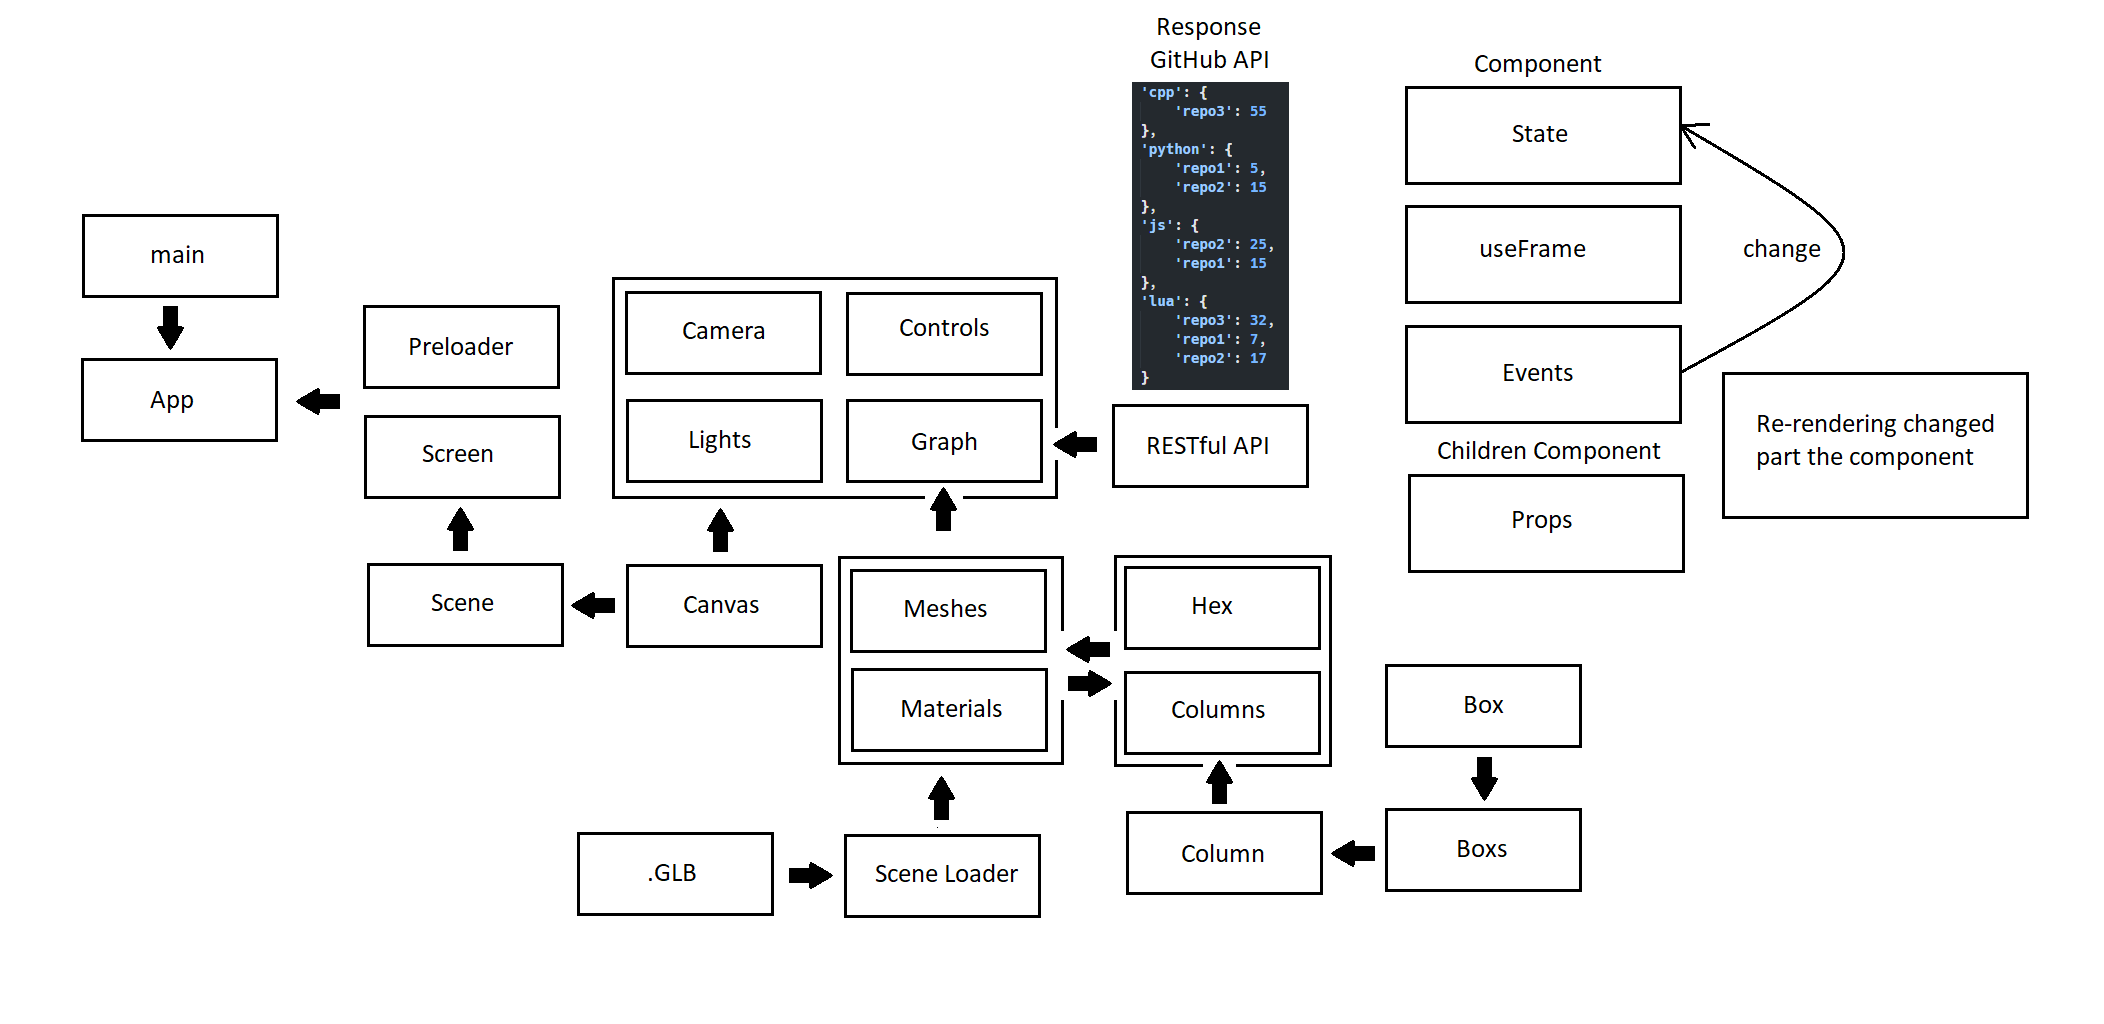 Response
GitHub API
'cpp': {
'repo3': 55
},
'python': {
'repo1': 5,
'repo2': 15
},
'js': {
'repo2': 25,
'repo1': 15
},
'lua': {
'repo3': 32,
'repo1': 7,
'repo2': 17
}
RESTful API
main
App
Preloader
Screen
Scene
Camera
Controls
Lights
Graph
Canvas
Meshes
Materials
Hex
Columns
.GLB
Scene Loader
Column
Box
Boxs
Component
State
useFrame
change
Events
Children Component
Props
Re-rendering changed
part the component